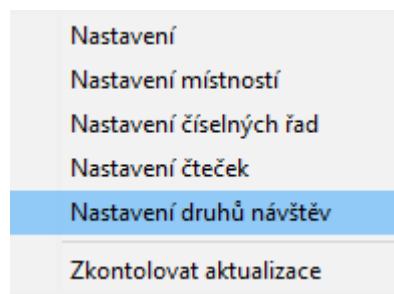 Nastavení
Nastavení místností
Nastavení číselných řad
Nastavení čteček
Nastavení druhů návštěv
Zkontolovat aktualizace